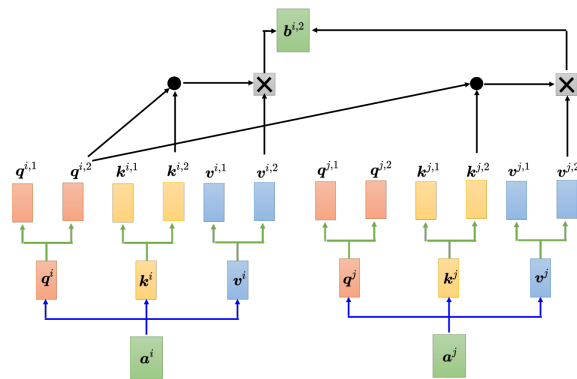 b^{i,2}
q^{i,1} q^{i,2} k^{i,1} k^{i,2} v^{i,1} v^{i,2} q^{j,1} q^{j,2} k^{j,1} k^{j,2} v^{j,1} v^{j,2}
q^i k^i v^i q^j k^j v^j
a^i a^j